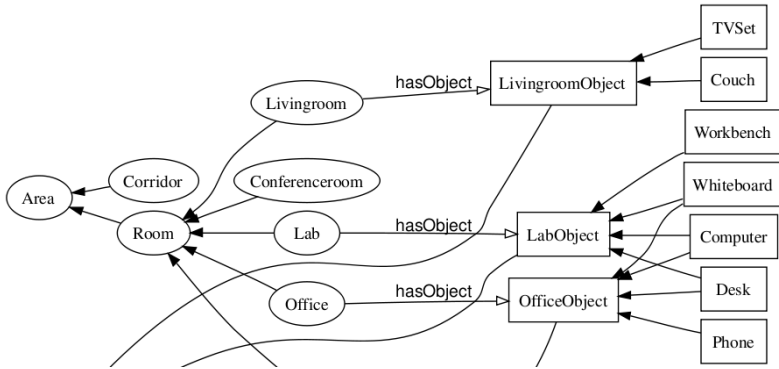 TVSet
hasObject
LivingroomObject
Couch
Livingroom
Workbench
Corridor
Conferenceroom
Whiteboard
Area
Room
Lab
hasObject
LabObject
Computer
Office
hasObject
OfficeObject
Desk
Phone